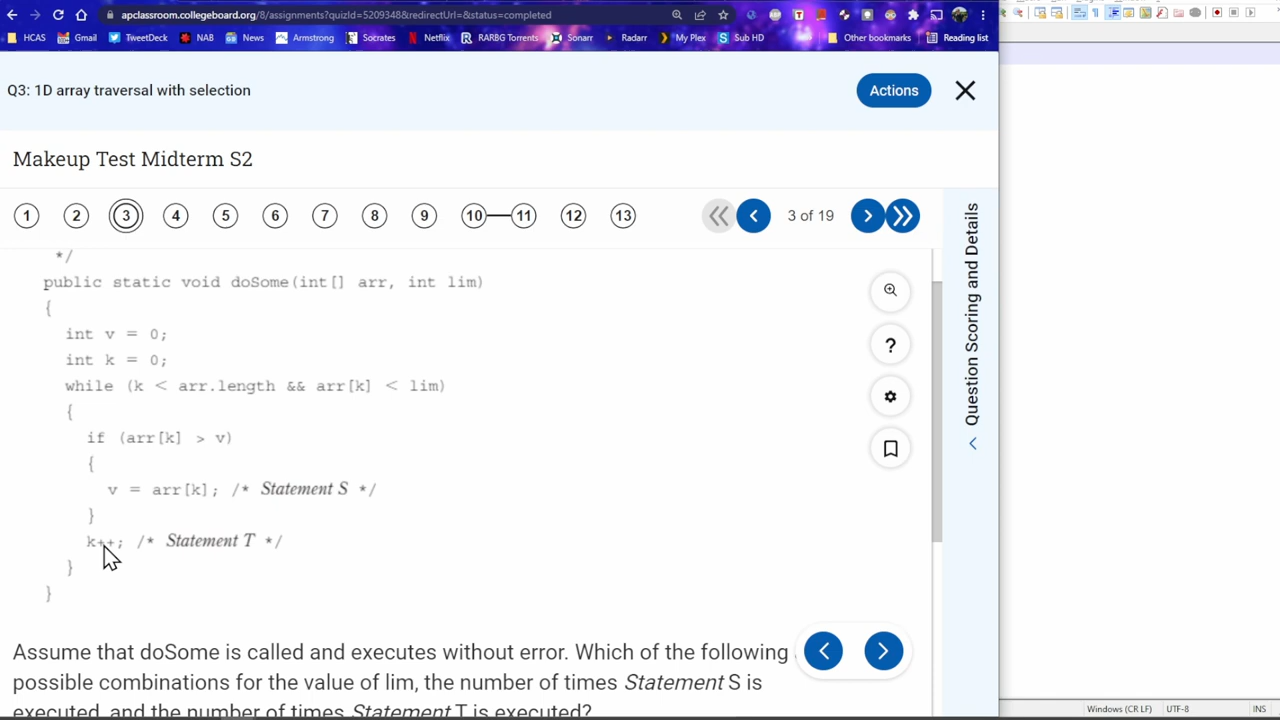 apclassroom.collegeboard.org/8/assignments?quizId=5209348&redirectUrl=&status=completed
HCAS Gmail TweetDeck NAB News Armstrong Socrates Netflix RARBG Torrents Sonarr Radarr My Plex Sub HD Other bookmarks Reading list
Q3: 1D array traversal with selection
Actions
Makeup Test Midterm S2
1 2 3 4 5 6 7 8 9 10 11 12 13 3 of 19
Question Scoring and Details
*/
public static void doSome(int[] arr, int lim)
{
int v = 0;
int k = 0;
while (k < arr.length && arr[k] < lim)
{
if (arr[k] > v)
{
v = arr[k]; /* Statement S */
}
k++; /* Statement T */
}
}
Assume that doSome is called and executes without error. Which of the following
possible combinations for the value of lim, the number of times Statement S is
executed, and the number of times Statement T is executed?
Windows (CR LF) UTF-8 INS